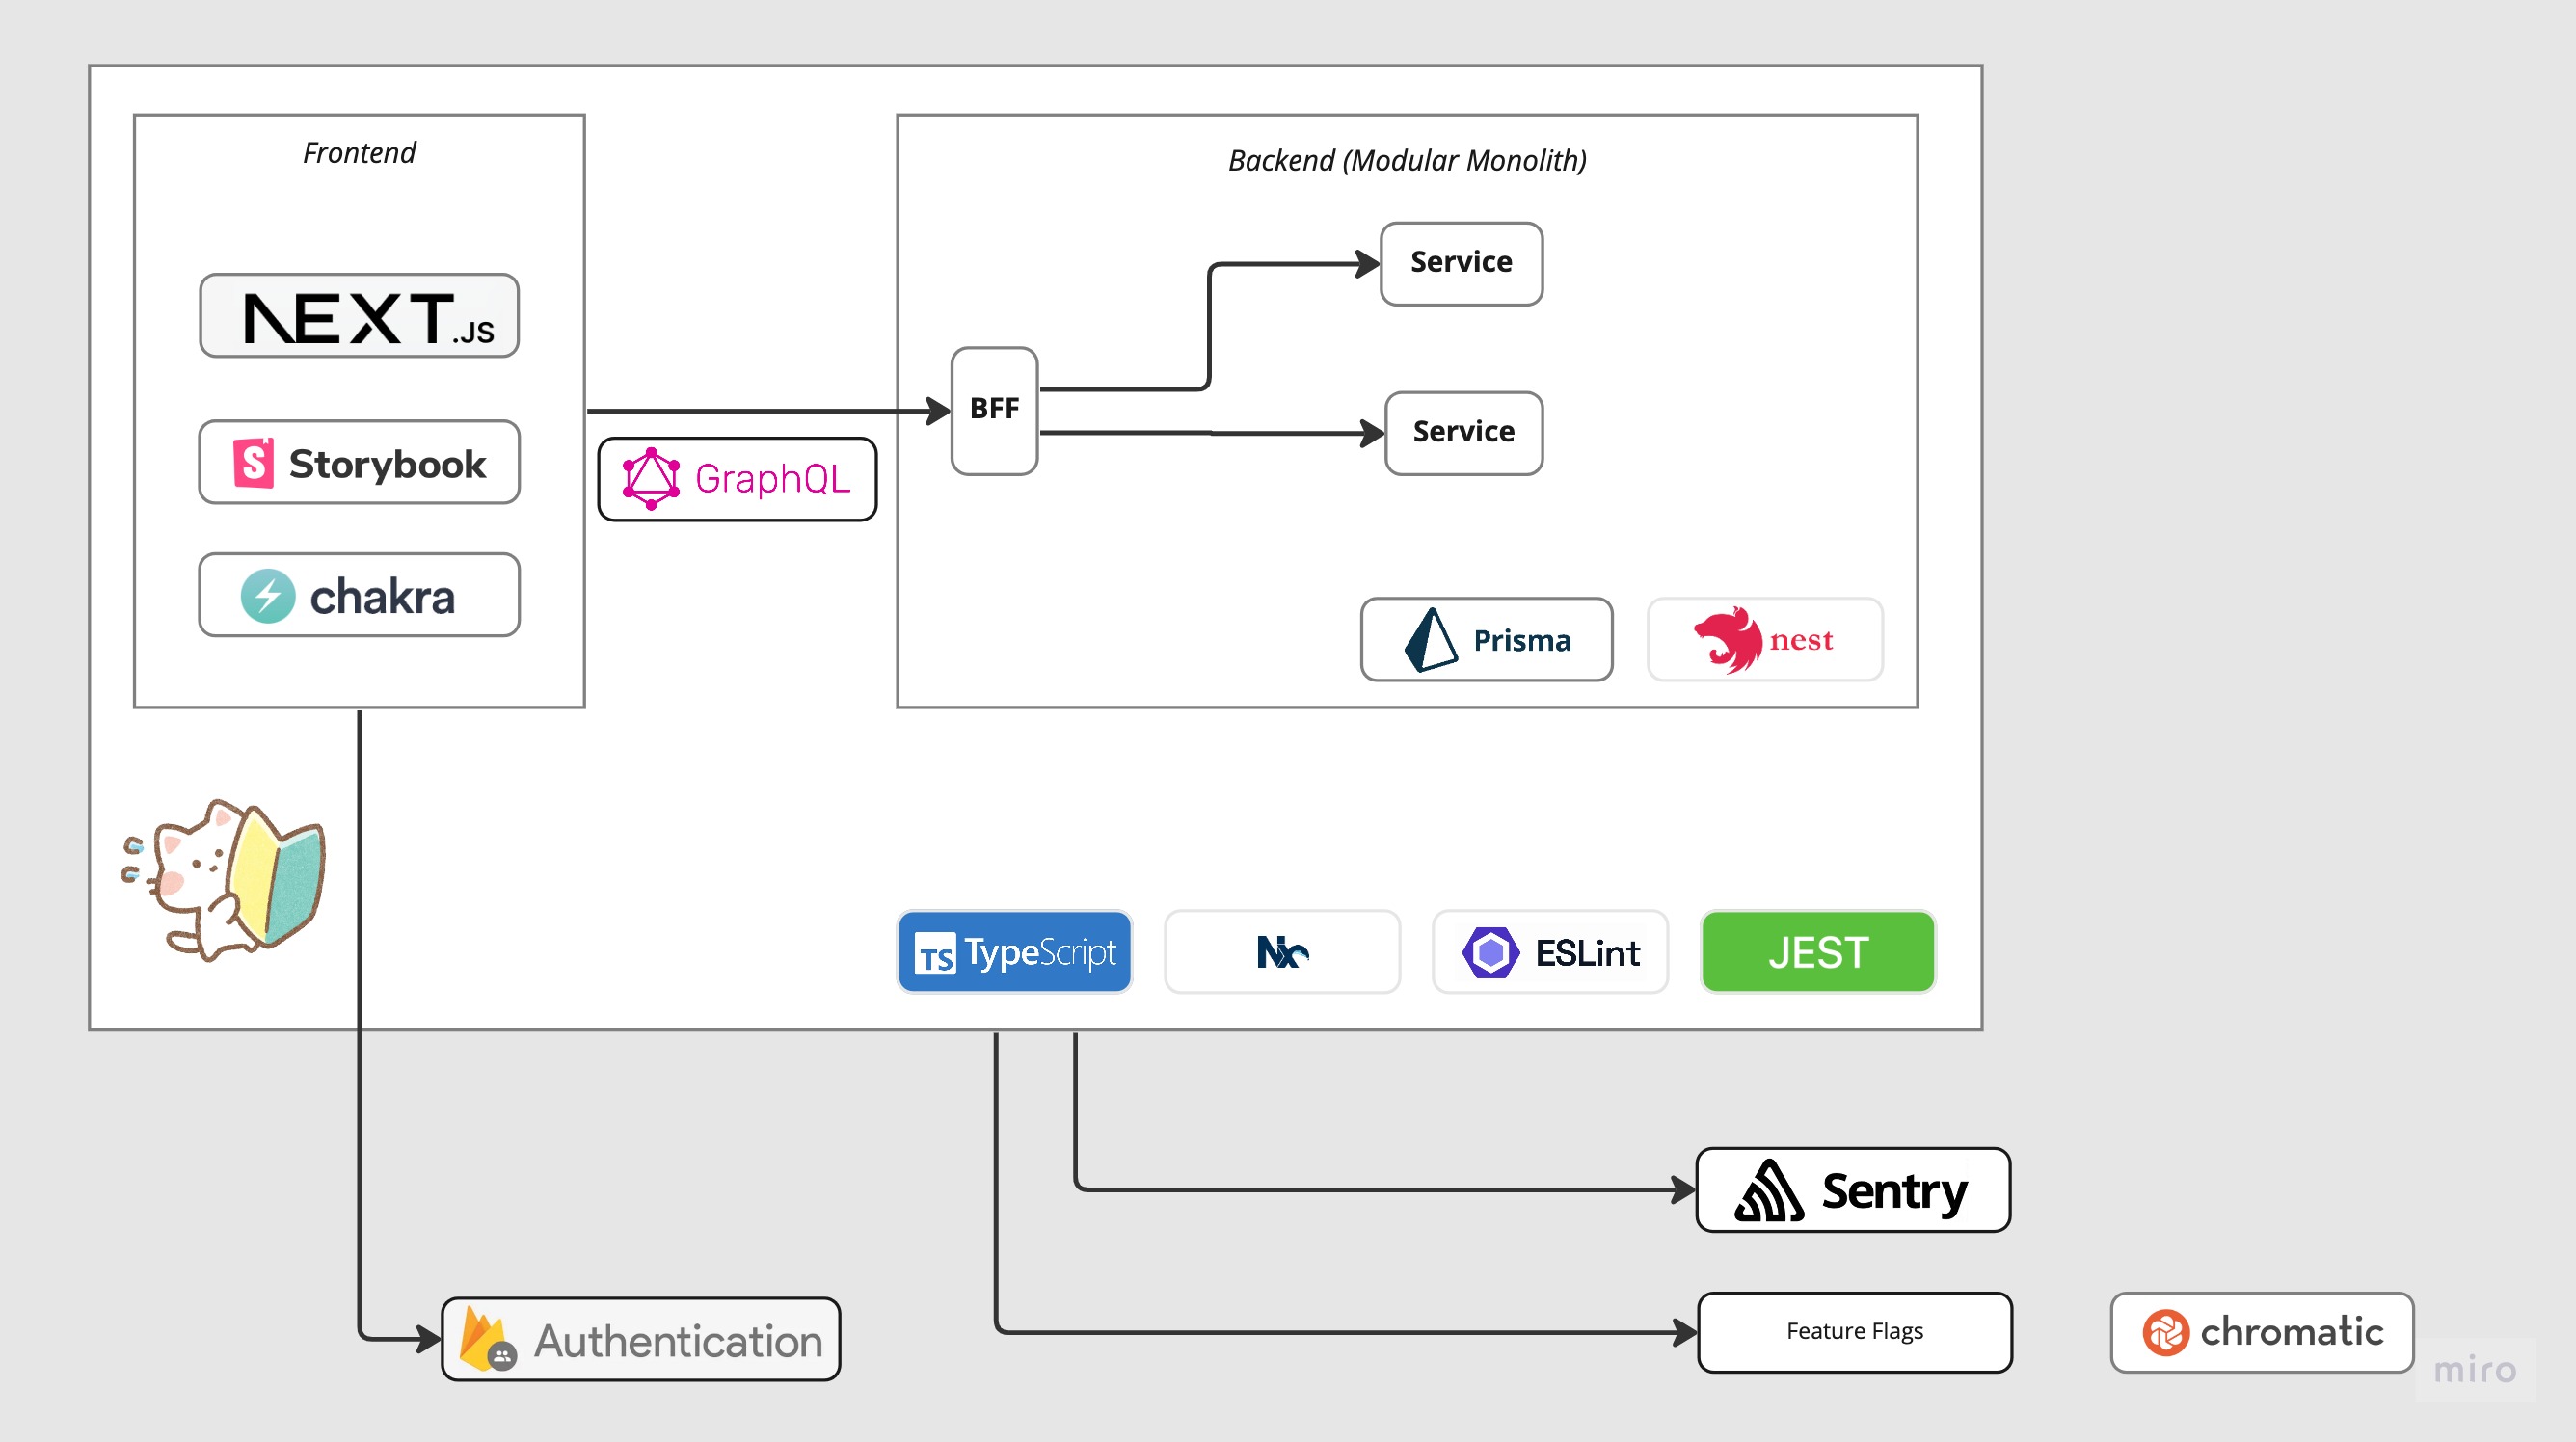 Frontend
NEXT.JS
S Storybook
chakra
GraphQL
Backend (Modular Monolith)
Service
BFF
Service
Prisma
nest
TS TypeScript
Nx
ESLint
JEST
Sentry
Authentication
Feature Flags
chromatic
miro